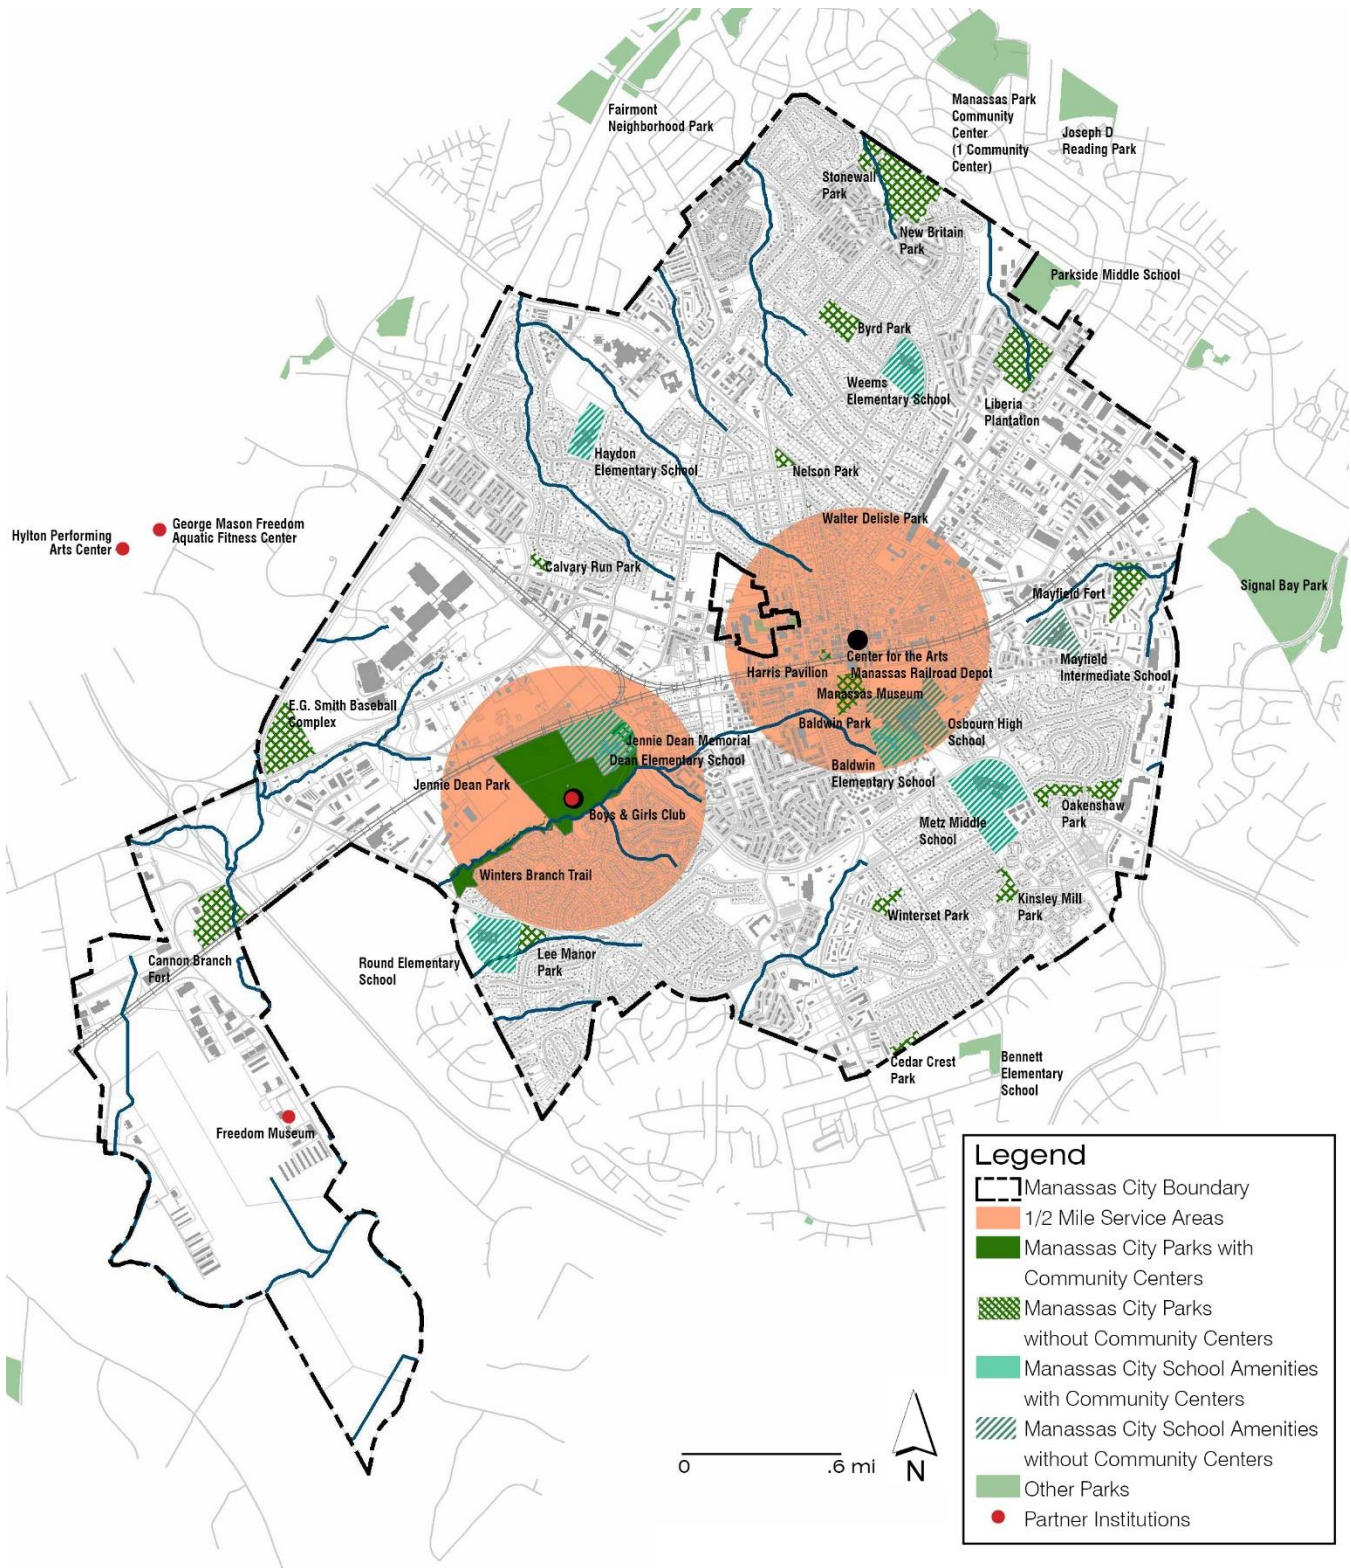 Fairmont
Neighborhood Park
Manassas Park
Community
Center
(1 Community
Center)
Joseph D
Reading Park
Stonewall
Park
New Britain
Park
Parkside Middle School
Byrd Park
Weems
Elementary School
Liberia
Plantation
Haydon
Elementary School
Nelson Park
Walter Delisle Park
Hylton Performing
Arts Center
George Mason Freedom
Aquatic Fitness Center
Calvary Run Park
Mayfield Fort
Signal Bay Park
Mayfield
Intermediate School
Center for the Arts
Harris Pavilion
Manassas Railroad Depot
Manassas Museum
Baldwin Park
Osbourn High
School
Baldwin
Elementary School
E.G. Smith Baseball
Complex
Jennie Dean Memorial
Dean Elementary School
Jennie Dean Park
Boys & Girls Club
Metz Middle
School
Oakenshaw
Park
Winters Branch Trail
Winterset Park
Kinsley Mill
Park
Cannon Branch
Fort
Round Elementary
School
Lee Manor
Park
Cedar Crest
Park
Bennett
Elementary
School
Freedom Museum
Legend
Manassas City Boundary
1/2 Mile Service Areas
Manassas City Parks with
Community Centers
Manassas City Parks
without Community Centers
Manassas City School Amenities
with Community Centers
Manassas City School Amenities
without Community Centers
Other Parks
Partner Institutions
0 .6 mi
N